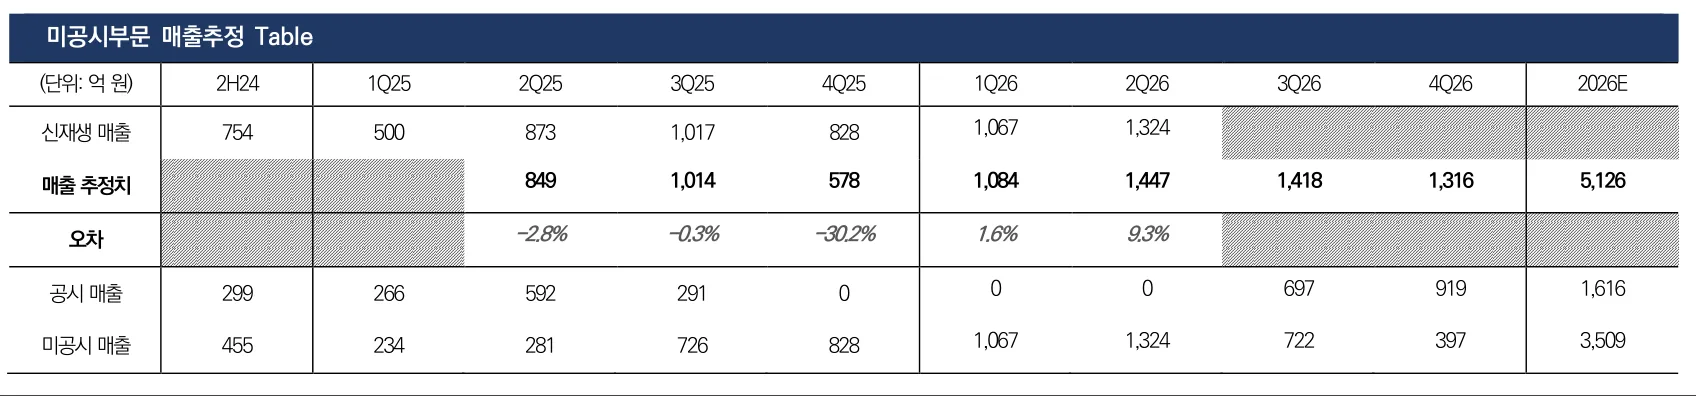 미공시부문 매출추정 Table
(단위: 억 원) 2H24 1Q25 2Q25 3Q25 4Q25 1Q26 2Q26 3Q26 4Q26 2026E
신재생 매출 754 500 873 1,017 828 1,067 1,324
매출 추정치 849 1,014 578 1,084 1,447 1,418 1,316 5,126
오차 -2.8% -0.3% -30.2% 1.6% 9.3%
공시 매출 299 266 592 291 0 0 0 697 919 1,616
미공시 매출 455 234 281 726 828 1,067 1,324 722 397 3,509